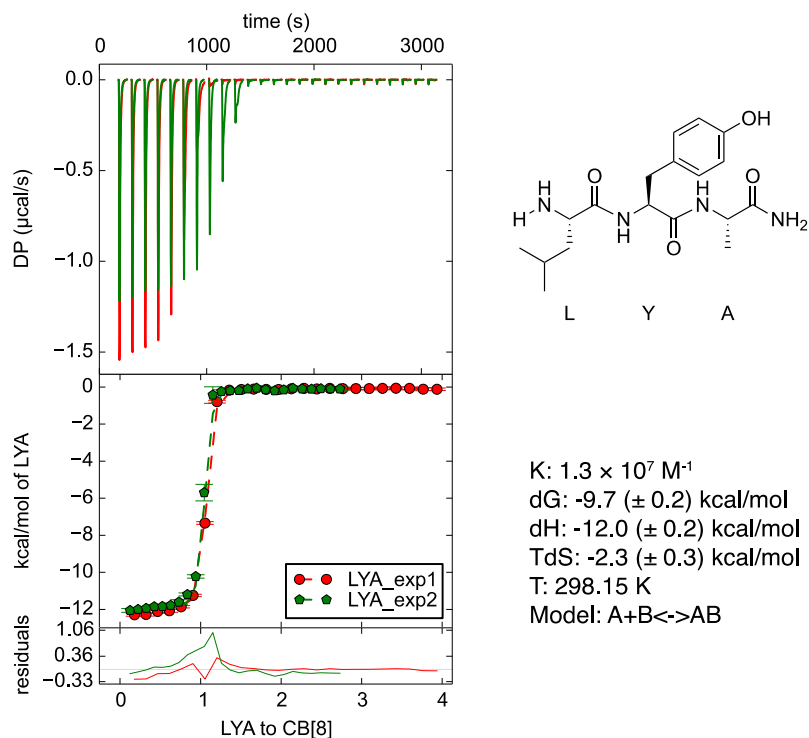 time (s)
0 1000 2000 3000
0.0
−0.5
−1.0
−1.5
DP (μcal/s)
0
−2
−4
−6
−8
−10
−12
kcal/mol of LYA
LYA_exp1
LYA_exp2
1.06
0.36
−0.33
residuals
0 1 2 3 4
LYA to CB[8]
OH
H
N
H
O
N
H
O
H
N
O
NH₂
L Y A
K: 1.3 × 10⁷ M⁻¹
dG: -9.7 (± 0.2) kcal/mol
dH: -12.0 (± 0.2) kcal/mol
TdS: -2.3 (± 0.3) kcal/mol
T: 298.15 K
Model: A+B<->AB